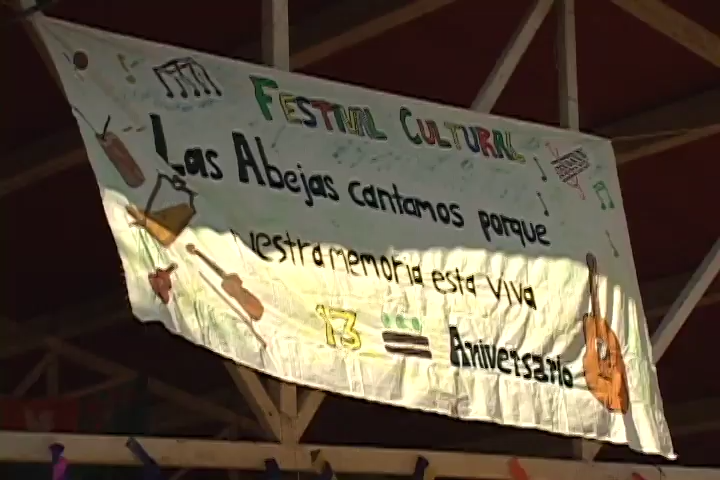 FESTIVAL CULTURAL
Las Abejas cantamos porque
nuestra memoria esta viva
13 Aniversario